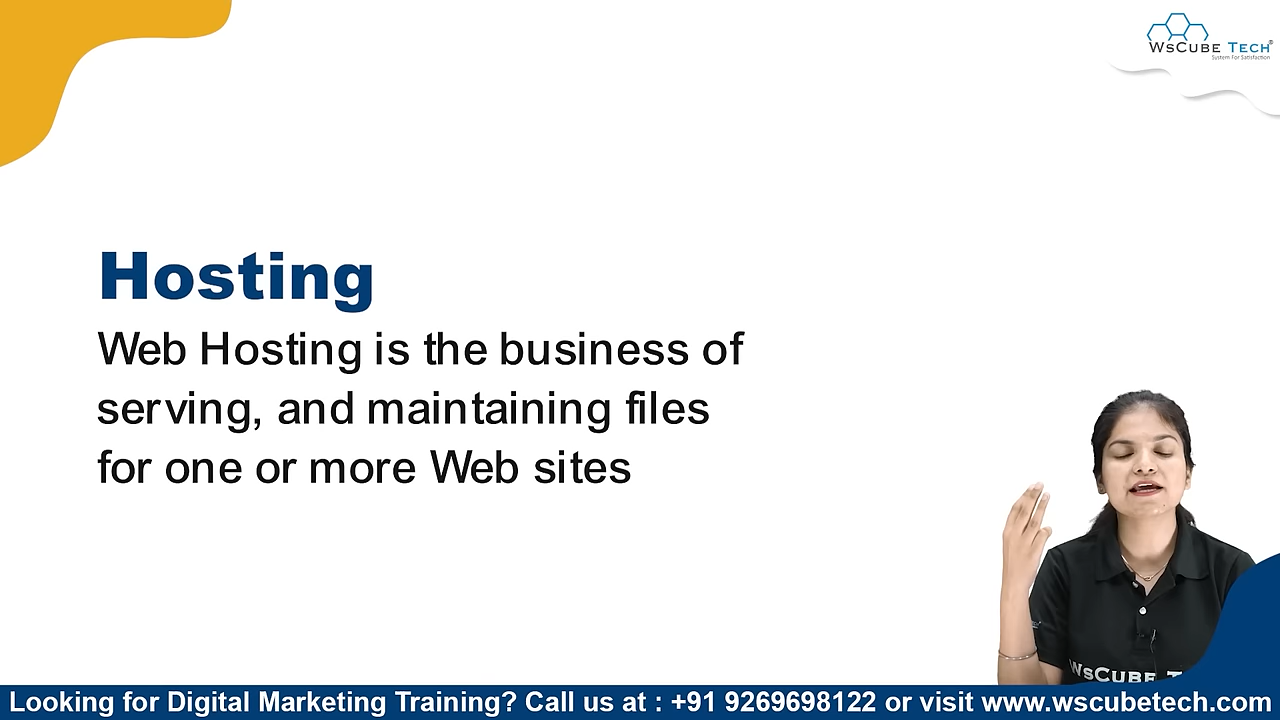 WsCube Tech®
System For Satisfaction
Hosting
Web Hosting is the business of
serving, and maintaining files
for one or more Web sites
WsCube T
Looking for Digital Marketing Training? Call us at : +91 9269698122 or visit www.wscubetech.com